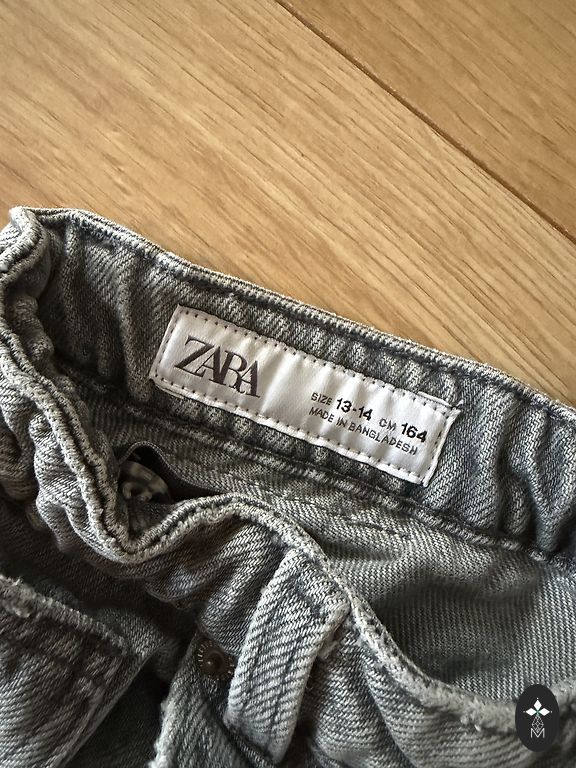 ZARA
SIZE 13-14 CM 164
MADE IN BANGLADESH
M